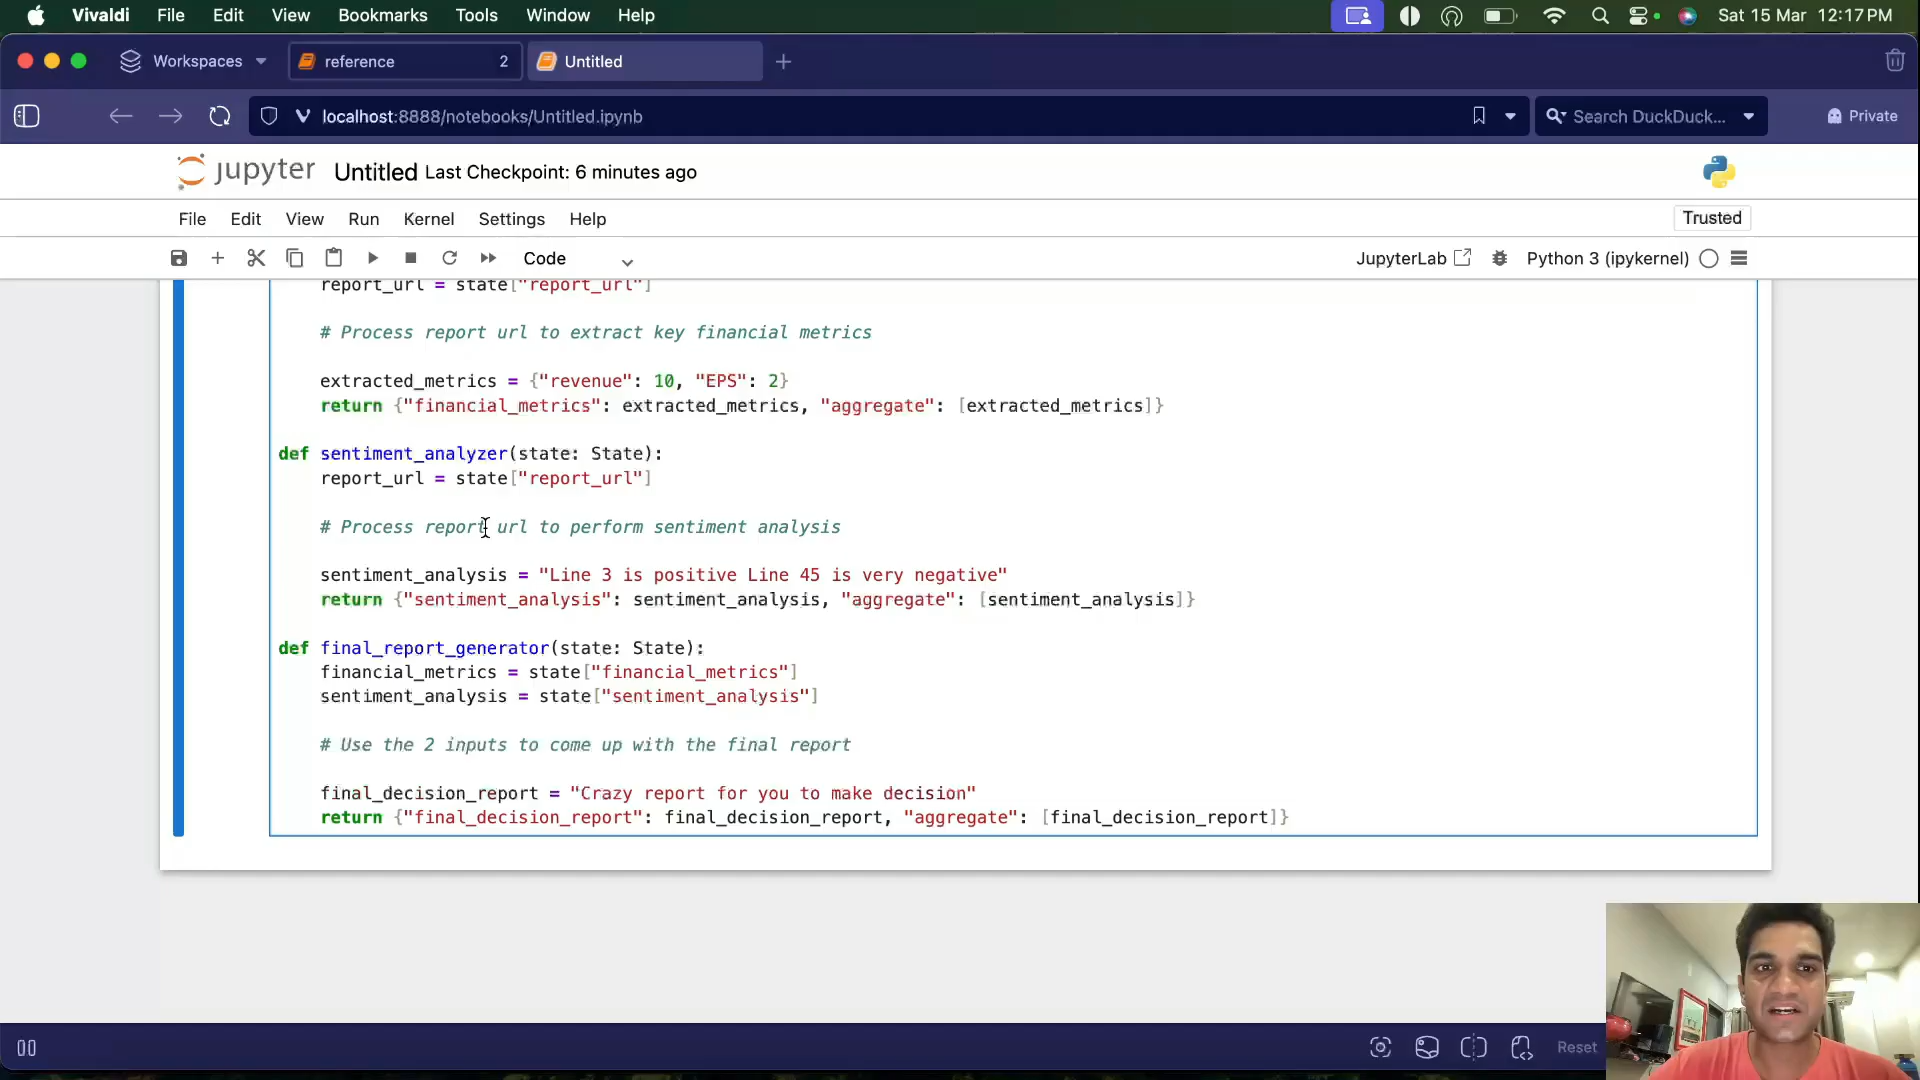 Vivaldi File Edit View Bookmarks Tools Window Help Sat 15 Mar 12:17 PM
Workspaces reference 2 Untitled
localhost:8888/notebooks/Untitled.ipynb Search DuckDuck... Private
jupyter Untitled Last Checkpoint: 6 minutes ago
File Edit View Run Kernel Settings Help Trusted
Code JupyterLab Python 3 (ipykernel)
report_url = state["report_url"]
# Process report url to extract key financial metrics
extracted_metrics = {"revenue": 10, "EPS": 2}
return {"financial_metrics": extracted_metrics, "aggregate": [extracted_metrics]}
def sentiment_analyzer(state: State):
report_url = state["report_url"]
# Process report url to perform sentiment analysis
sentiment_analysis = "Line 3 is positive Line 45 is very negative"
return {"sentiment_analysis": sentiment_analysis, "aggregate": [sentiment_analysis]}
def final_report_generator(state: State):
financial_metrics = state["financial_metrics"]
sentiment_analysis = state["sentiment_analysis"]
# Use the 2 inputs to come up with the final report
final_decision_report = "Crazy report for you to make decision"
return {"final_decision_report": final_decision_report, "aggregate": [final_decision_report]}
Reset